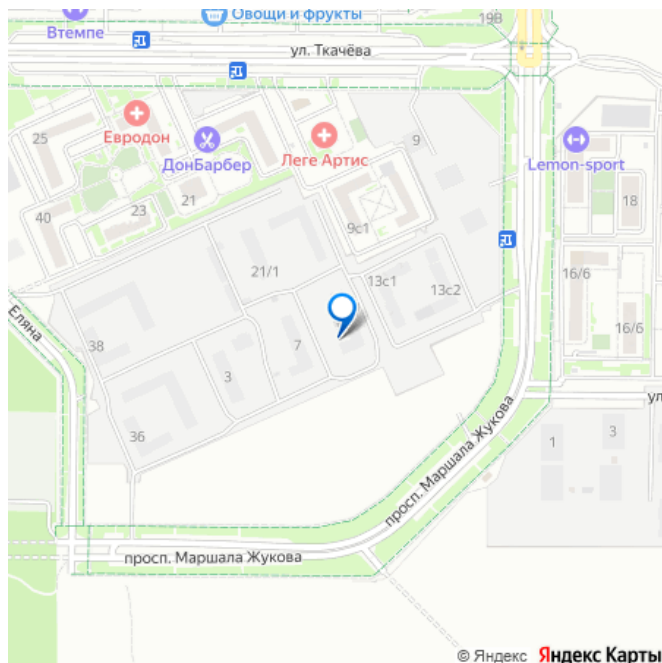 Овощи и фрукты
19В
Втемпе
ул. Ткачёва
Евродон
ДонБарбер
Леге Артис
9
Lemon-sport
25
23
21
40
18
9с1
21/1
13с1
13с2
16/6
Еляна
38
7
3
16/6
36
ул
просп. Маршала Жукова
1
3
просп. Маршала Жукова
© Яндекс Яндекс Карты